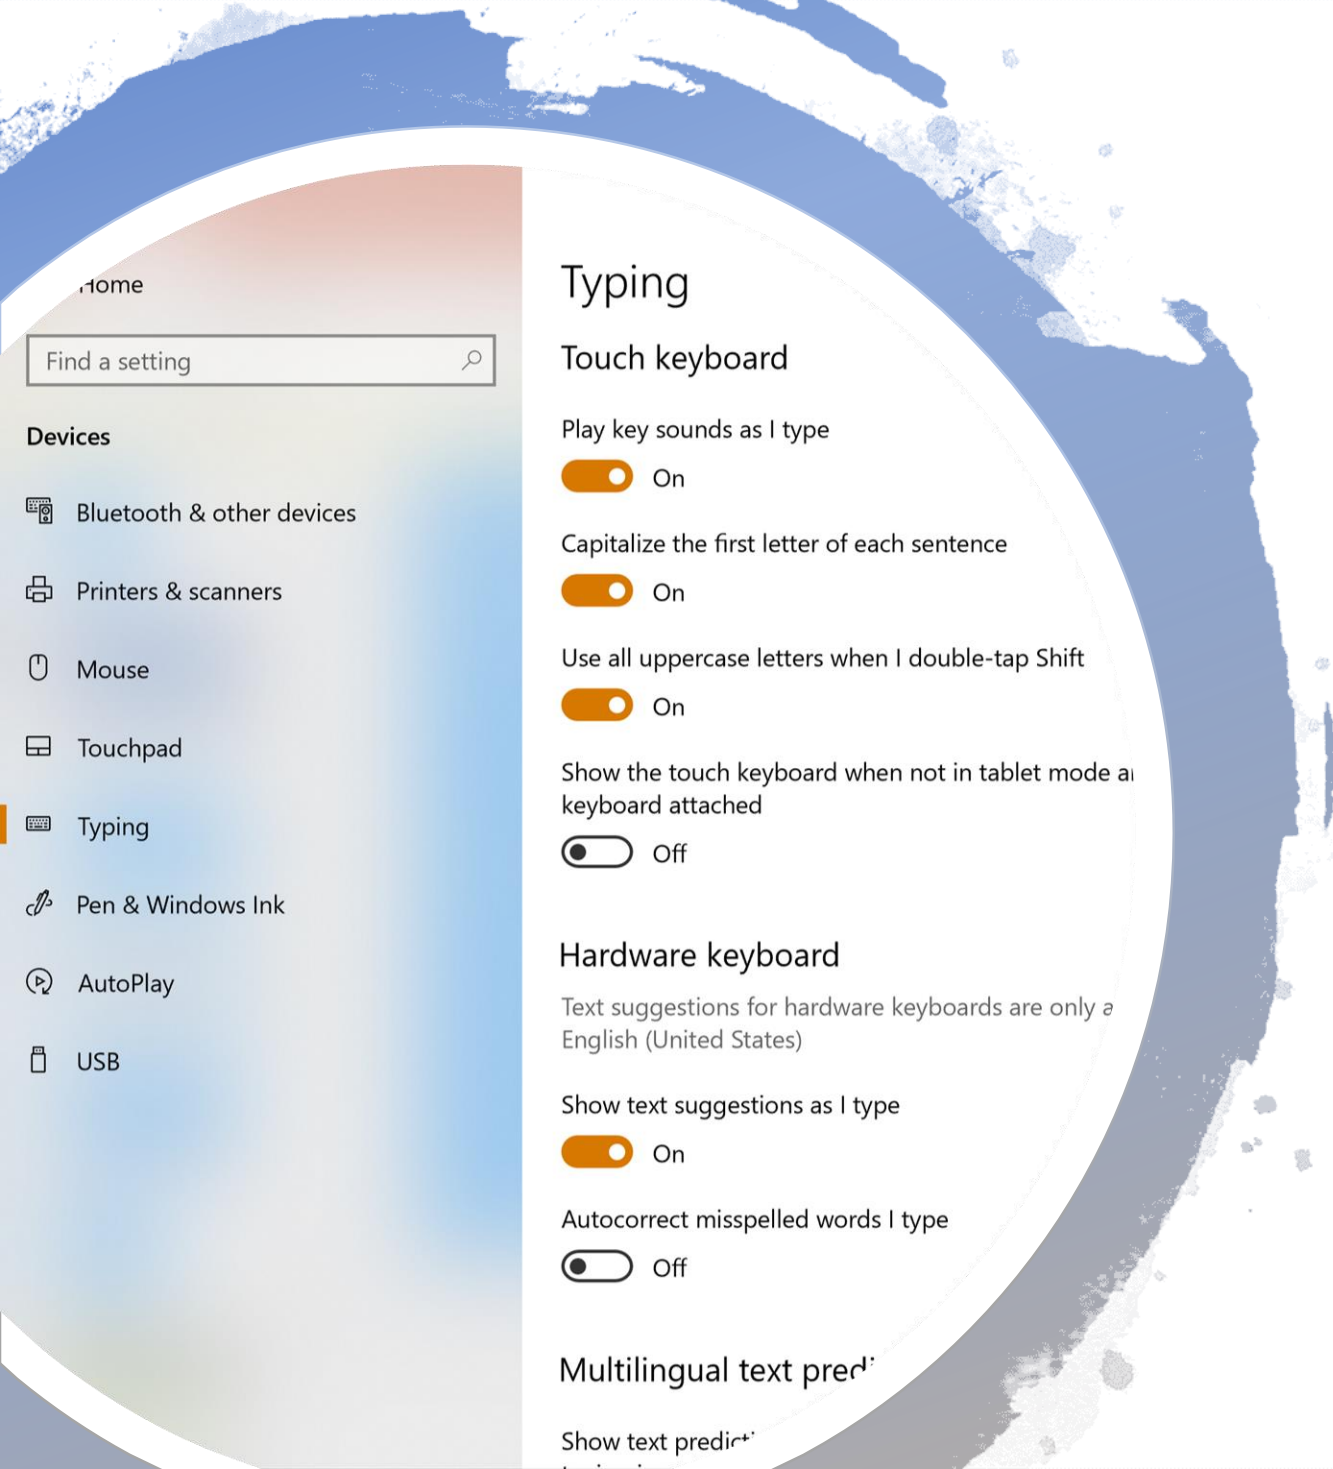 Home
Find a setting
Devices
Bluetooth & other devices
Printers & scanners
Mouse
Touchpad
Typing
Pen & Windows Ink
AutoPlay
USB
Typing
Touch keyboard
Play key sounds as I type
On
Capitalize the first letter of each sentence
On
Use all uppercase letters when I double-tap Shift
On
Show the touch keyboard when not in tablet mode
keyboard attached
Off
Hardware keyboard
Text suggestions for hardware keyboards are only
English (United States)
Show text suggestions as I type
On
Autocorrect misspelled words I type
Off
Multilingual text
Show text